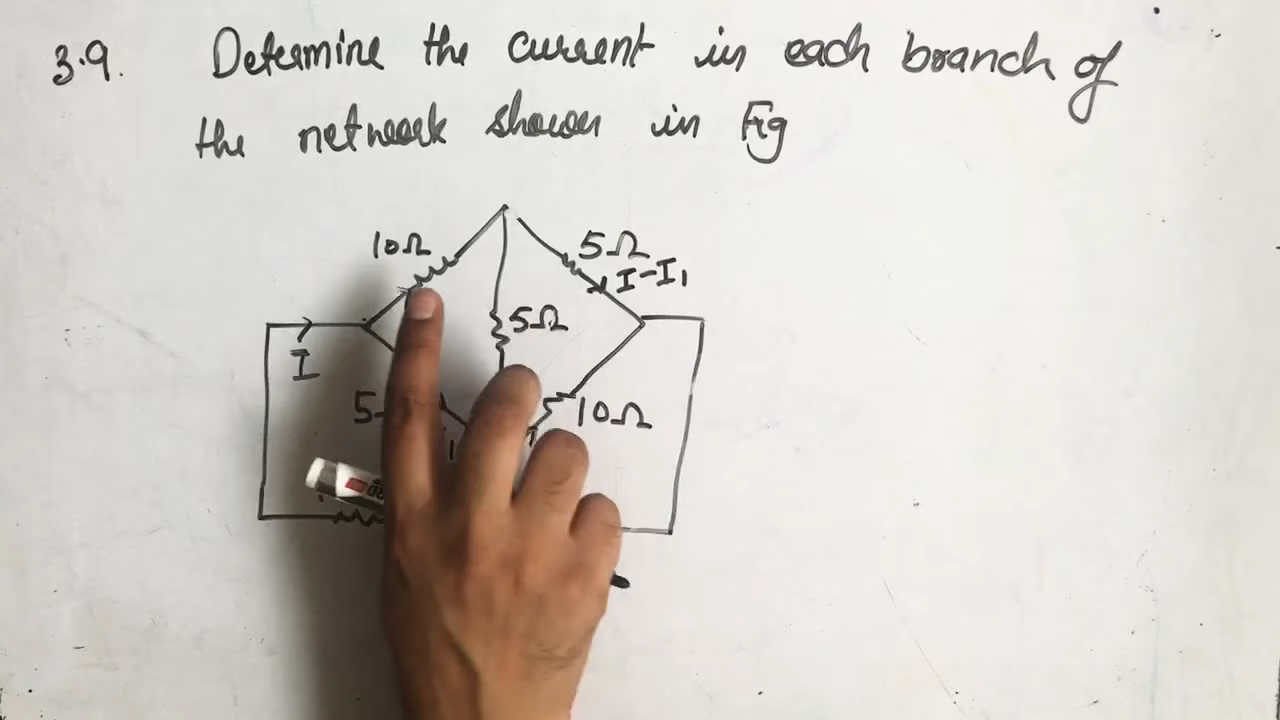 3.9. Determine the current in each branch of
the network shown in Fig
10Ω
5Ω
I-I₁
5Ω
I
5
10Ω